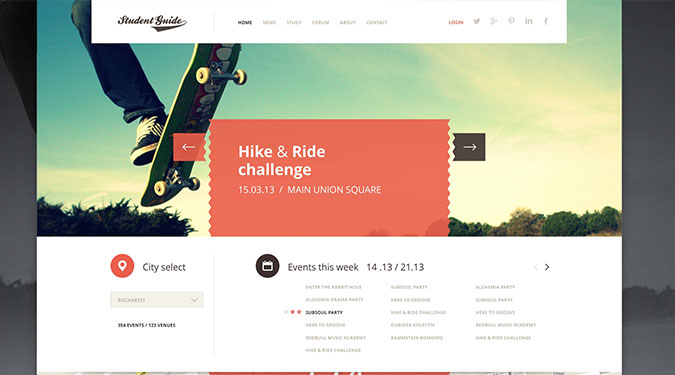 Student Guide
HOME NEWS STUDY FORUM ABOUT CONTACT LOGIN
Hike & Ride
challenge
15.03.13 / MAIN UNION SQUARE
City select
BUCHAREST
354 EVENTS / 123 VENUES
Events this week 14 .13 / 21.13
ENTER THE RABBIT HOLE
ALCHEMIA DRAMA PARTY
SUBSOUL PARTY
HERE TO GROOVE
REDBULL MUSIC ACADEMY
HIKE & RIDE CHALLENGE
SUBSOUL PARTY
HERE TO GROOVE
HIKE & RIDE CHALLENGE
RAMMSTEIN ROMEXPO
ALCHEMIA PARTY
SUBSOUL PARTY
HERE TO GROOVE
REDBULL MUSIC ACADEMY
HIKE & RIDE CHALLENGE